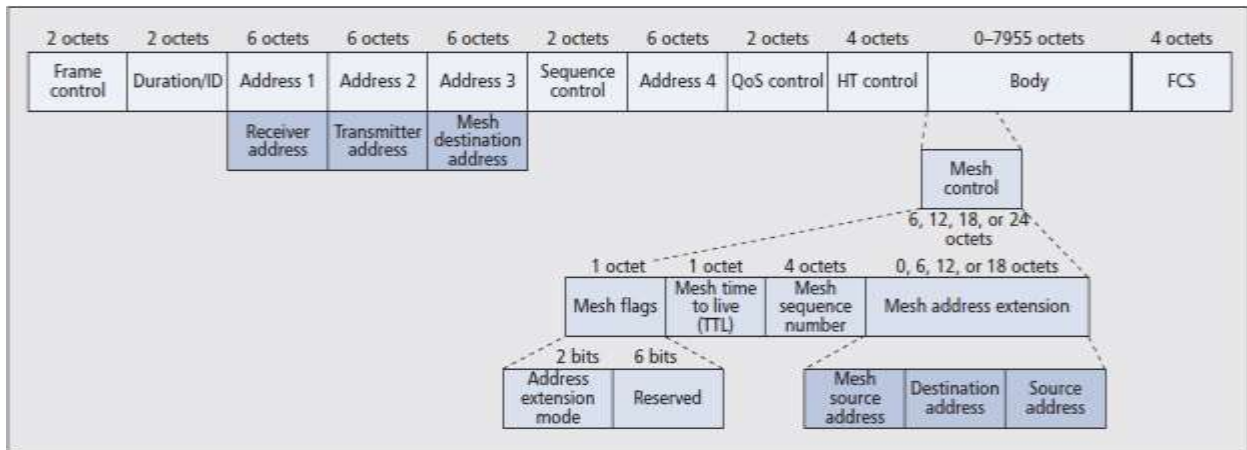 2 octets 2 octets 6 octets 6 octets 6 octets 2 octets 6 octets 2 octets 4 octets 0–7955 octets 4 octets
Frame control Duration/ID Address 1 Address 2 Address 3 Sequence control Address 4 QoS control HT control Body FCS
Receiver address Transmitter address Mesh destination address
Mesh
control
6, 12, 18, or 24
octets
1 octet 1 octet 4 octets 0, 6, 12, or 18 octets
Mesh flags Mesh time to live (TTL) Mesh sequence number Mesh address extension
2 bits 6 bits
Address extension mode Reserved Mesh source address Destination address Source address